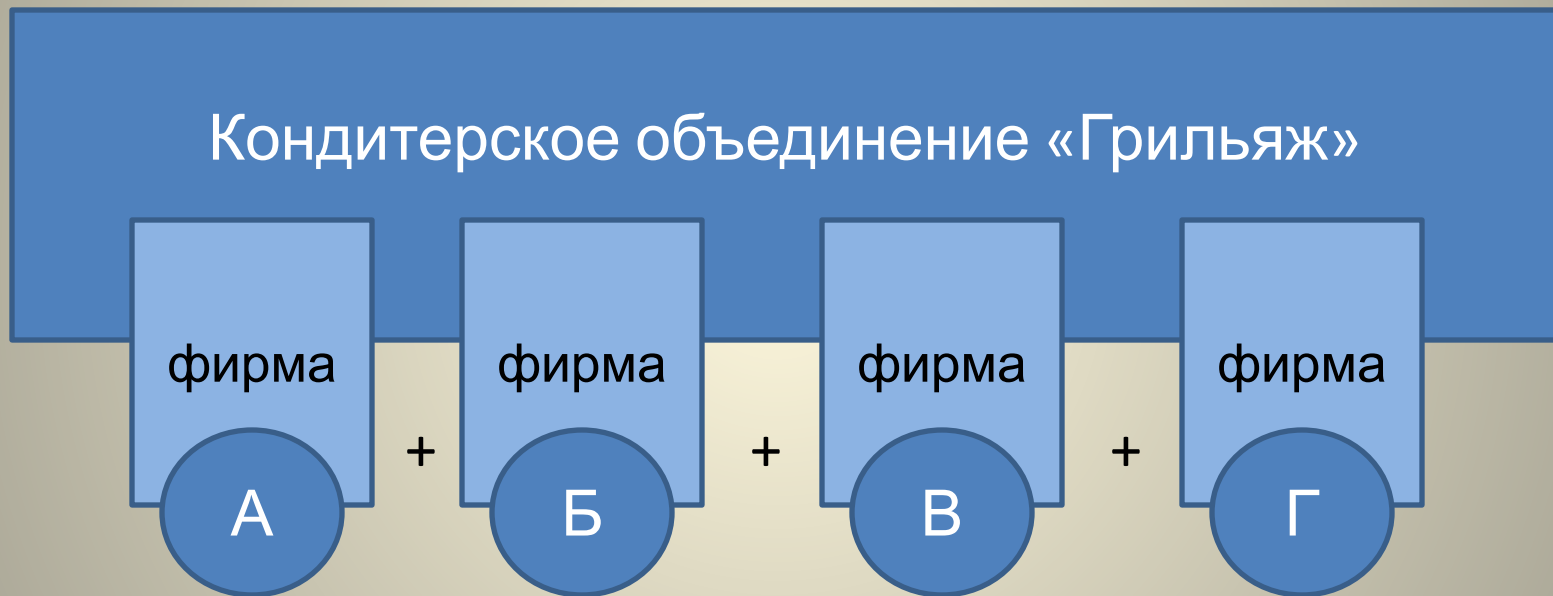 Кондитерское объединение «Грильяж»
фирма фирма фирма фирма
+ + +
А Б В Г